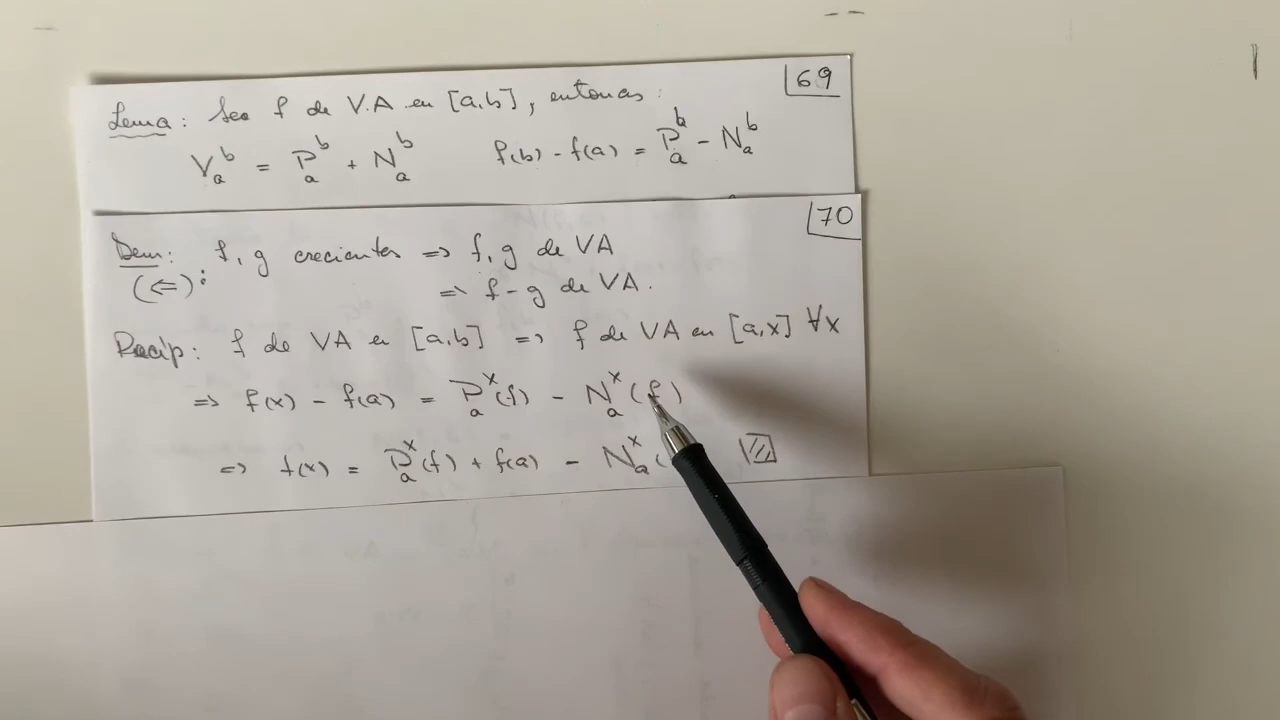 69
Lema: Sea f de V.A en [a,b], entonces:
V_a^b = P_a^b + N_a^b    f(b) - f(a) = P_a^b - N_a^b
70
Dem: f, g crecientes => f, g de VA
(<=): => f - g de VA.
Recip: f de VA en [a,b] => f de VA en [a,x] ∀x
=> f(x) - f(a) = P_a^x(f) - N_a^x(f)
=> f(x) = P_a^x(f) + f(a) - N_a^x(